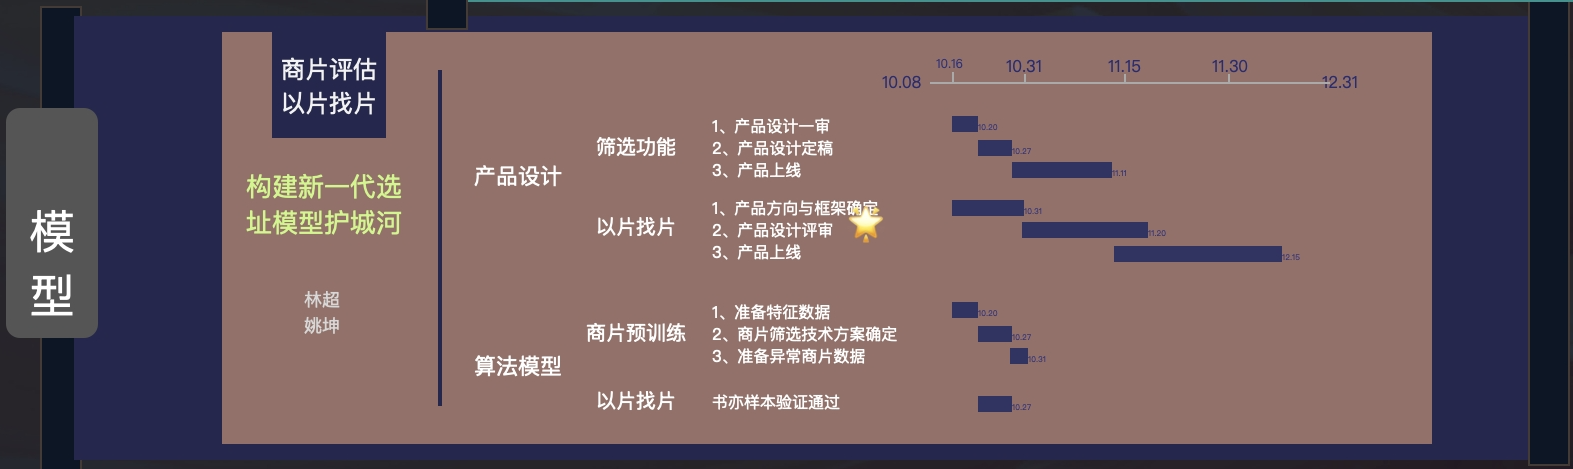 模
型
商片评估
以片找片
构建新一代选
址模型护城河
林超
姚坤
10.08
10.16
10.31
11.15
11.30
12.31
产品设计
筛选功能
1、产品设计一审
10.20
2、产品设计定稿
10.27
3、产品上线
11.11
以片找片
1、产品方向与框架确定
10.31
2、产品设计评审
11.20
3、产品上线
12.15
算法模型
商片预训练
1、准备特征数据
10.20
2、商片筛选技术方案确定
10.27
3、准备异常商片数据
10.31
以片找片
书亦样本验证通过
10.27